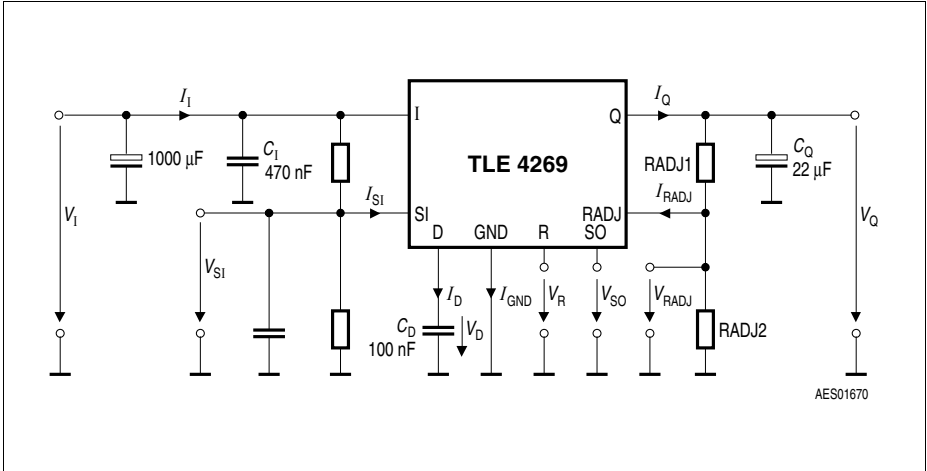 I_I
I_Q
I
Q
1000 µF
C_I
470 nF
TLE 4269
RADJ1
C_Q
22 µF
I_SI
I_RADJ
SI
RADJ
D
GND
R
SO
V_I
V_SI
V_Q
I_D
I_GND
V_R
V_SO
V_RADJ
C_D
100 nF
V_D
RADJ2
AES01670